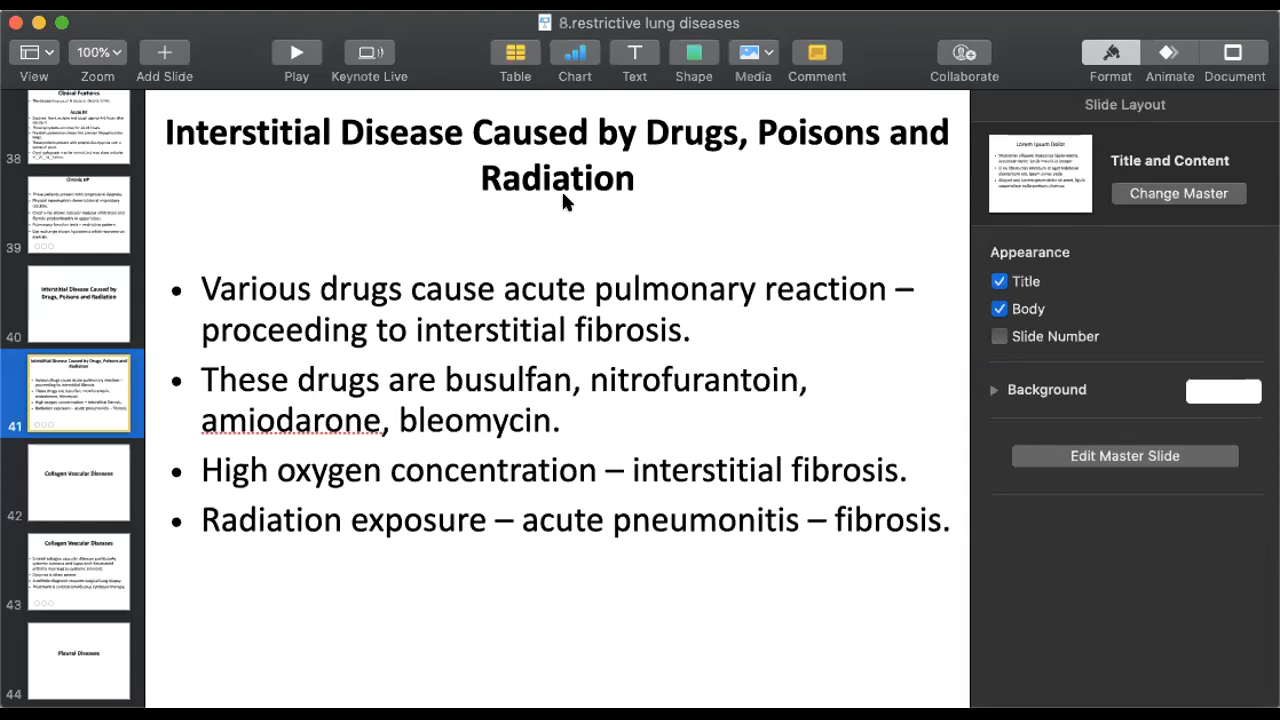 8.restrictive lung diseases
100%
View
Zoom
Add Slide
Play
Keynote Live
Table
Chart
Text
Shape
Media
Comment
Collaborate
Format
Animate
Document
38
39
Interstitial Disease Caused by
Drugs, Poisons and Radiation
40
41
Collagen Vascular Diseases
42
Collagen Vascular Diseases
43
Pleural Diseases
44
Interstitial Disease Caused by Drugs, Poisons and
Radiation
• Various drugs cause acute pulmonary reaction –
proceeding to interstitial fibrosis.
• These drugs are busulfan, nitrofurantoin,
amiodarone, bleomycin.
• High oxygen concentration – interstitial fibrosis.
• Radiation exposure – acute pneumonitis – fibrosis.
Slide Layout
Lorem Ipsum Dolor
Title and Content
Change Master
Appearance
Title
Body
Slide Number
Background
Edit Master Slide